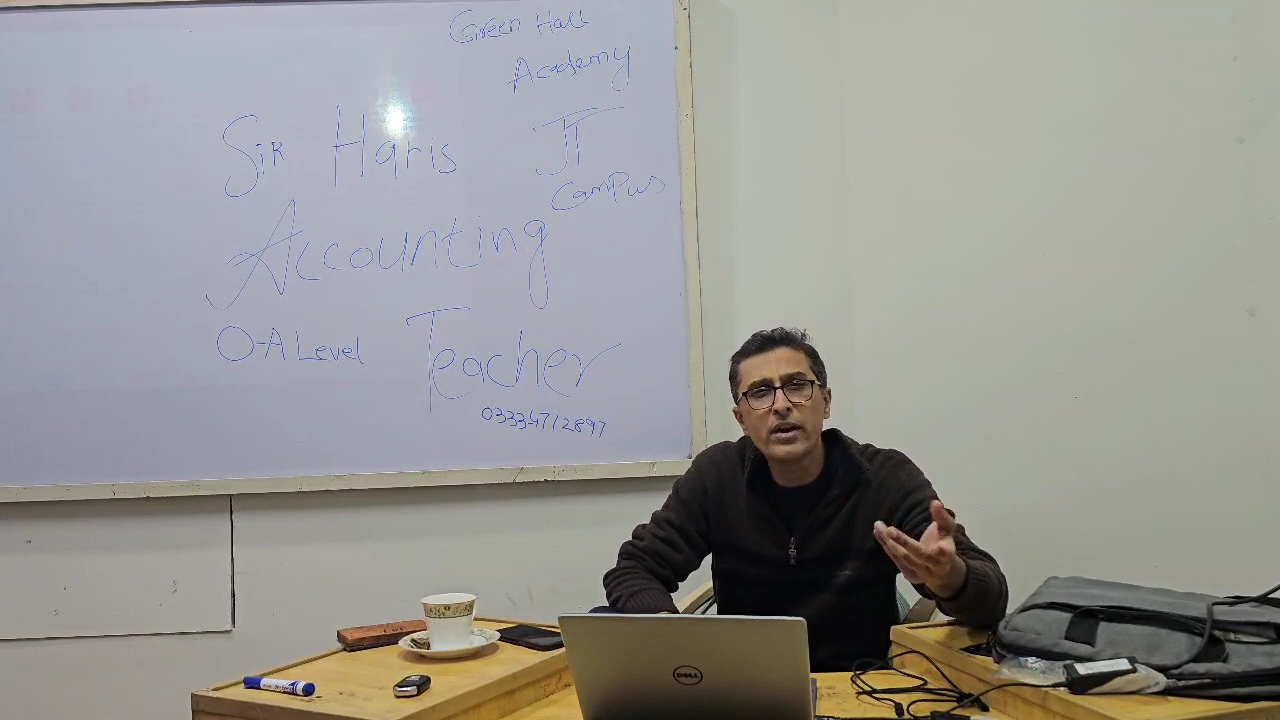 Green Hall
Academy
Sir Haris
JT
Campus
Accounting
O-A Level
Teacher
03334712897
DELL